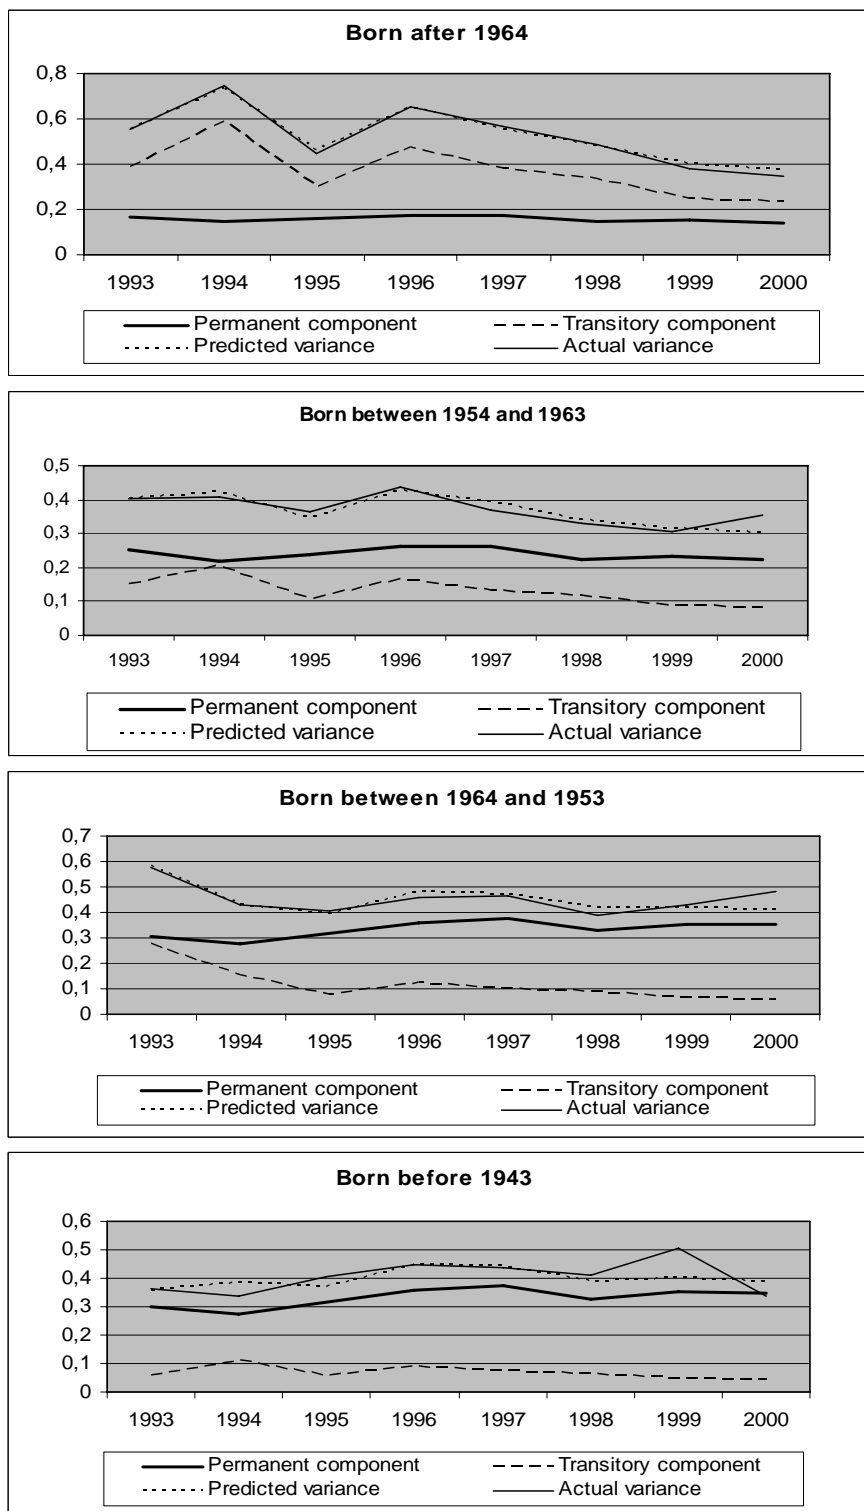 Born after 1964
0,8
0,6
0,4
0,2
0
1993 1994 1995 1996 1997 1998 1999 2000
Permanent component Transitory component
Predicted variance Actual variance
Born between 1954 and 1963
0,5
0,4
0,3
0,2
0,1
0
1993 1994 1995 1996 1997 1998 1999 2000
Permanent component Transitory component
Predicted variance Actual variance
Born between 1964 and 1953
0,7
0,6
0,5
0,4
0,3
0,2
0,1
0
1993 1994 1995 1996 1997 1998 1999 2000
Permanent component Transitory component
Predicted variance Actual variance
Born before 1943
0,6
0,5
0,4
0,3
0,2
0,1
0
1993 1994 1995 1996 1997 1998 1999 2000
Permanent component Transitory component
Predicted variance Actual variance